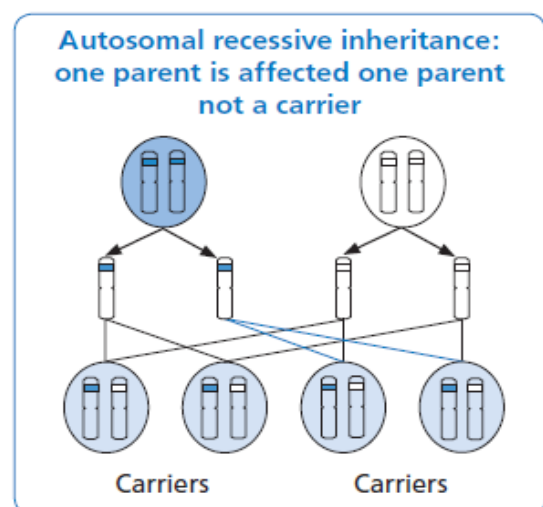 Autosomal recessive inheritance:
one parent is affected one parent
not a carrier
Carriers
Carriers